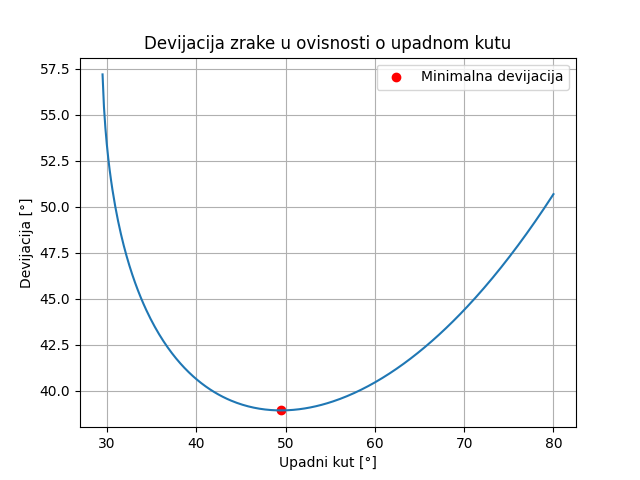 Devijacija zrake u ovisnosti o upadnom kutu
Minimalna devijacija
57.5
55.0
52.5
50.0
47.5
45.0
42.5
40.0
Devijacija [°]
30 40 50 60 70 80
Upadni kut [°]